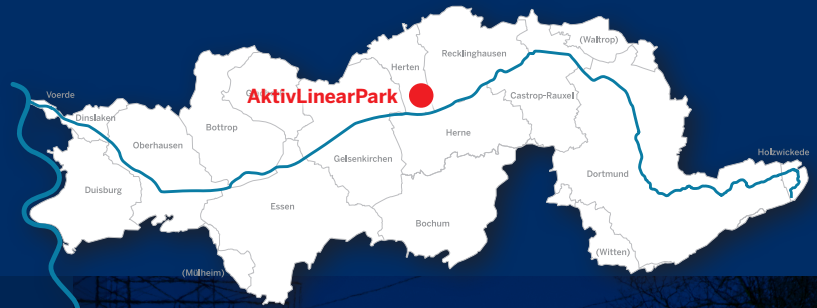 (Waltrop)
Recklinghausen
Herten
AktivLinearPark
Voerde
Castrop-Rauxel
Dinslaken
Bottrop
Herne
Oberhausen
Holzwickede
Gelsenkirchen
Dortmund
Duisburg
Essen
Bochum
(Witten)
(Mülheim)